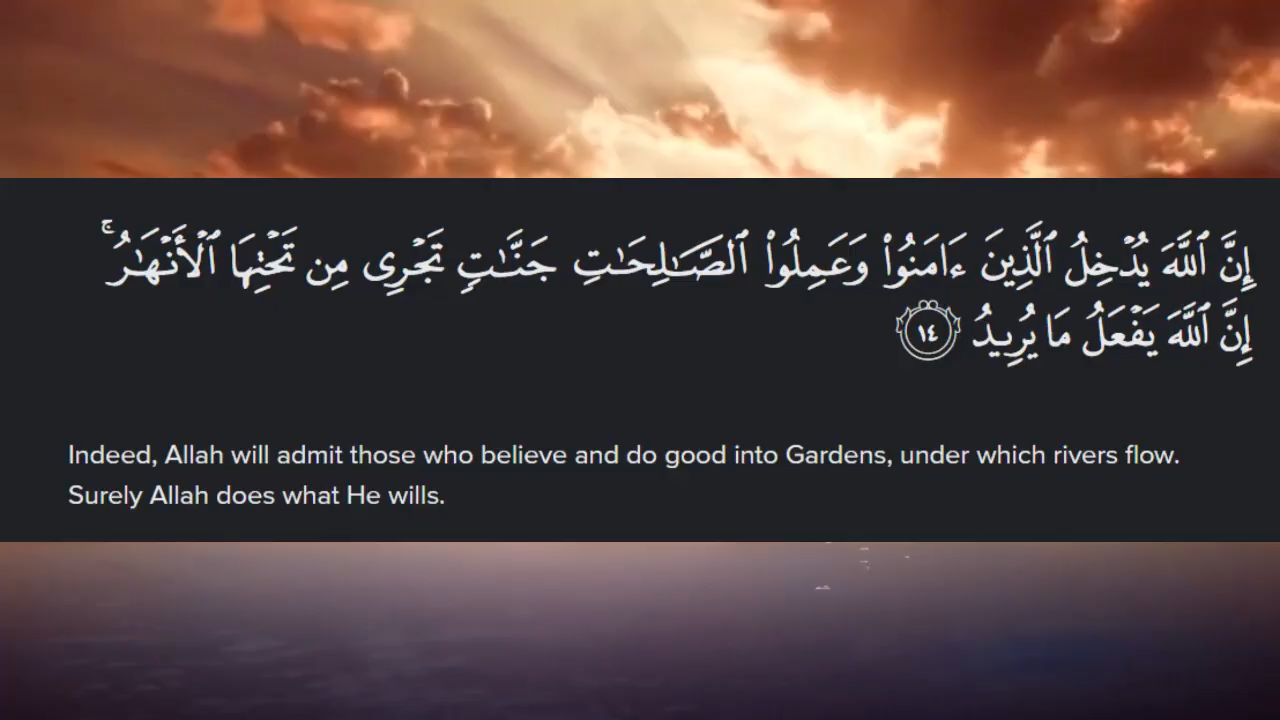 إِنَّ ٱللَّهَ يُدْخِلُ ٱلَّذِينَ ءَامَنُوا۟ وَعَمِلُوا۟ ٱلصَّـٰلِحَـٰتِ جَنَّـٰتٍ تَجْرِى مِن تَحْتِهَا ٱلْأَنْهَـٰرُ ۚ
إِنَّ ٱللَّهَ يَفْعَلُ مَا يُرِيدُ ١٤
Indeed, Allah will admit those who believe and do good into Gardens, under which rivers flow.
Surely Allah does what He wills.